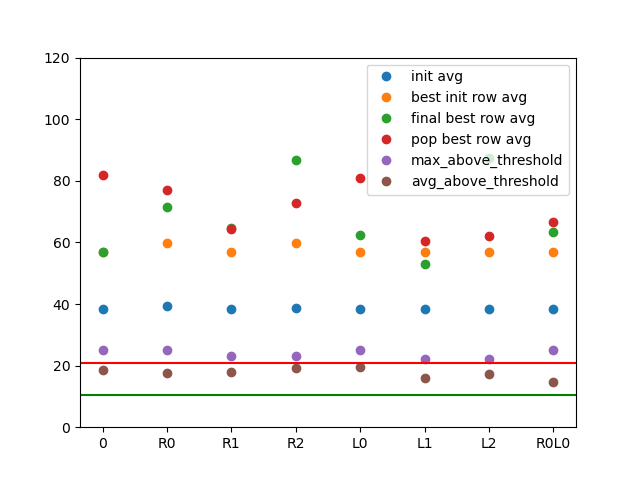 120
100
80
60
40
20
0
init avg
best init row avg
final best row avg
pop best row avg
max_above_threshold
avg_above_threshold
0 R0 R1 R2 L0 L1 L2 R0L0